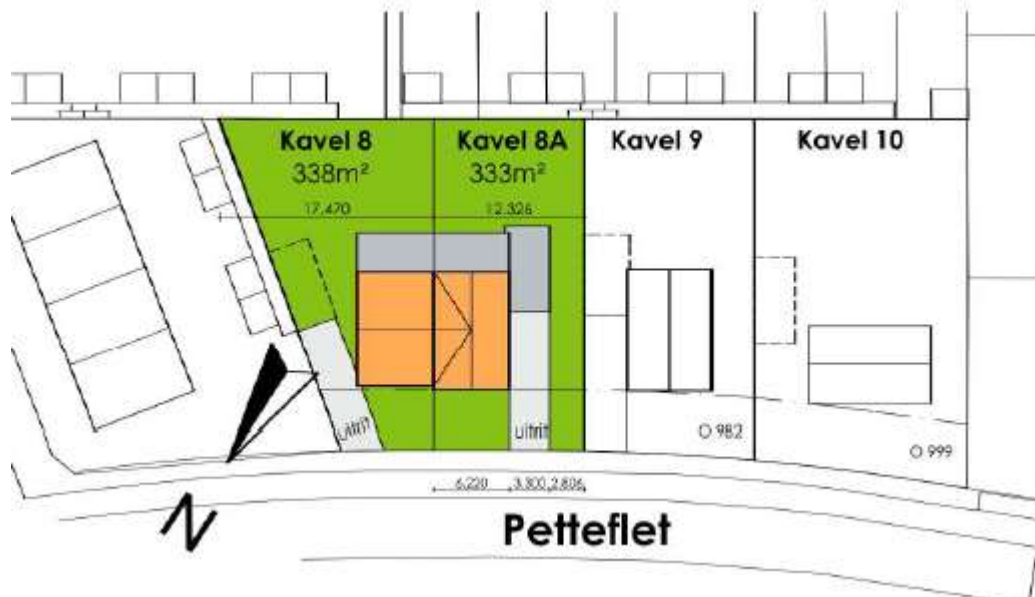 Kavel 8
338m²
Kavel 8A
333m²
Kavel 9
Kavel 10
17.470
12.326
uitrit
uitrit
O 982
O 999
6.220
3.300
2.806
Petteflet
N